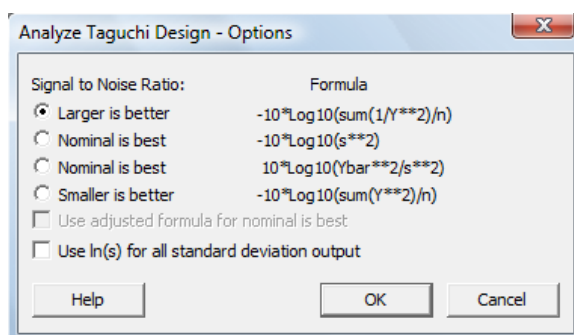 Analyze Taguchi Design - Options
Signal to Noise Ratio: Formula
Larger is better -10*Log10(sum(1/Y**2)/n)
Nominal is best -10*Log10(s**2)
Nominal is best 10*Log10(Ybar**2/s**2)
Smaller is better -10*Log10(sum(Y**2)/n)
Use adjusted formula for nominal is best
Use ln(s) for all standard deviation output
Help OK Cancel